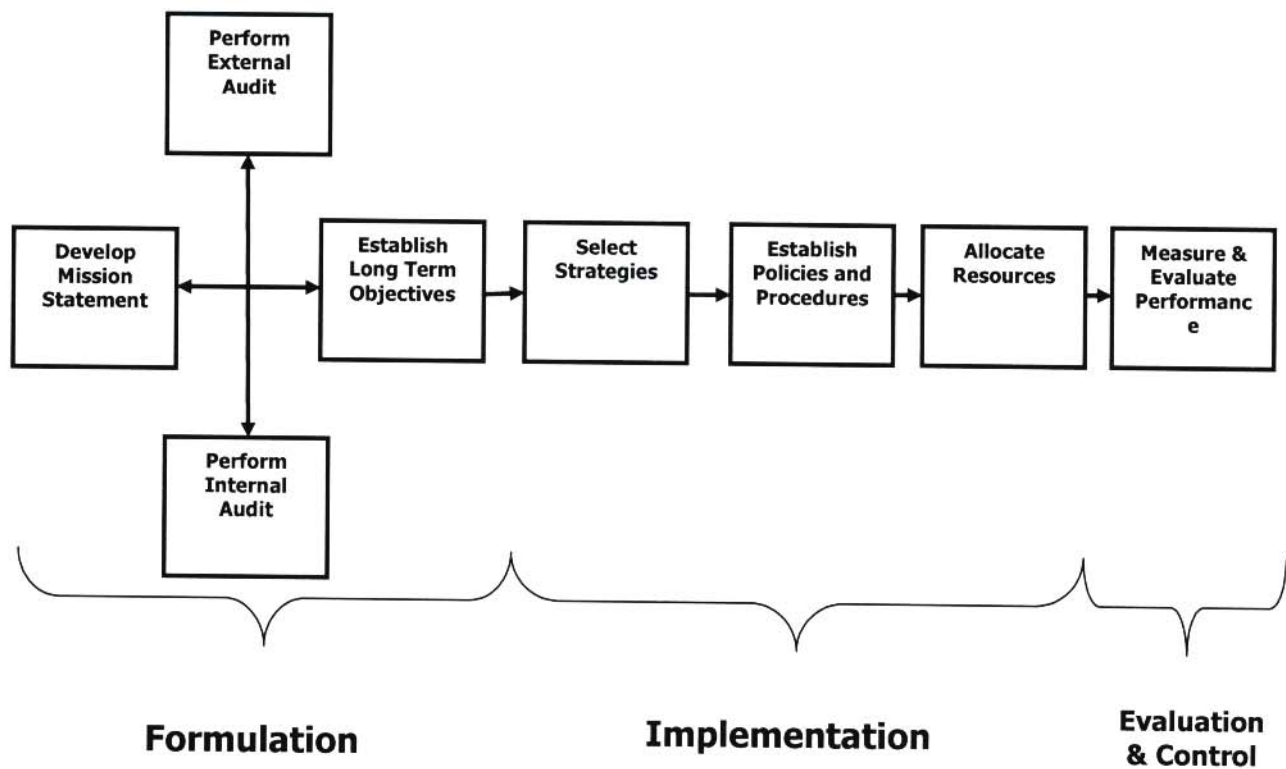 Perform
External
Audit
Develop
Mission
Statement
Establish
Long Term
Objectives
Select
Strategies
Establish
Policies and
Procedures
Allocate
Resources
Measure &
Evaluate
Performanc
e
Perform
Internal
Audit
Formulation
Implementation
Evaluation
& Control